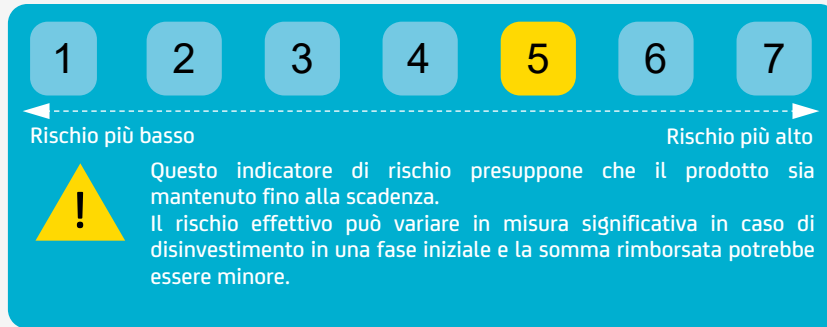 1 2 3 4 5 6 7
Rischio più basso Rischio più alto
!
Questo indicatore di rischio presuppone che il prodotto sia
mantenuto fino alla scadenza.
Il rischio effettivo può variare in misura significativa in caso di
disinvestimento in una fase iniziale e la somma rimborsata potrebbe
essere minore.